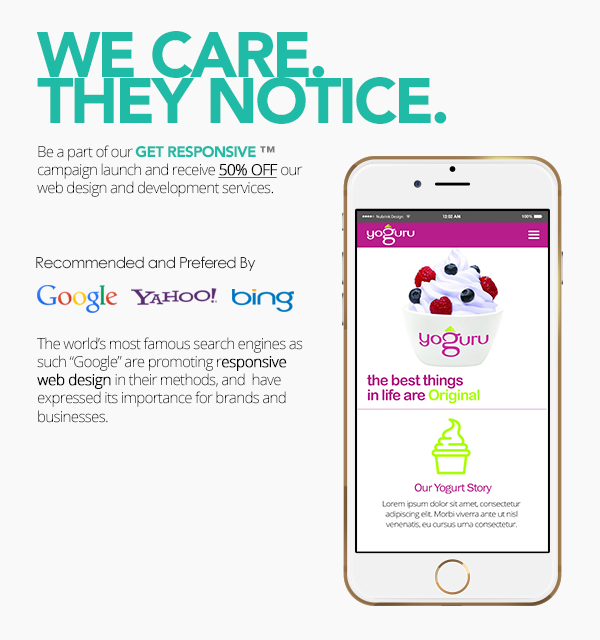 WE CARE.
THEY NOTICE.
Be a part of our GET RESPONSIVE ™
campaign launch and receive 50% OFF our
web design and development services.
Recommended and Prefered By
Google YAHOO! bing
The world's most famous search engines as
such “Google” are promoting responsive
web design in their methods, and have
expressed its importance for brands and
businesses.
Nublink Design 12:02 AM 100%
yoguru
yoguru
the best things
in life are Original
Our Yogurt Story
Lorem ipsum dolor sit amet, consectetur
adipiscing elit. Morbi viverra ante ut nisl
venenatis, eu cursus urna consectetur.